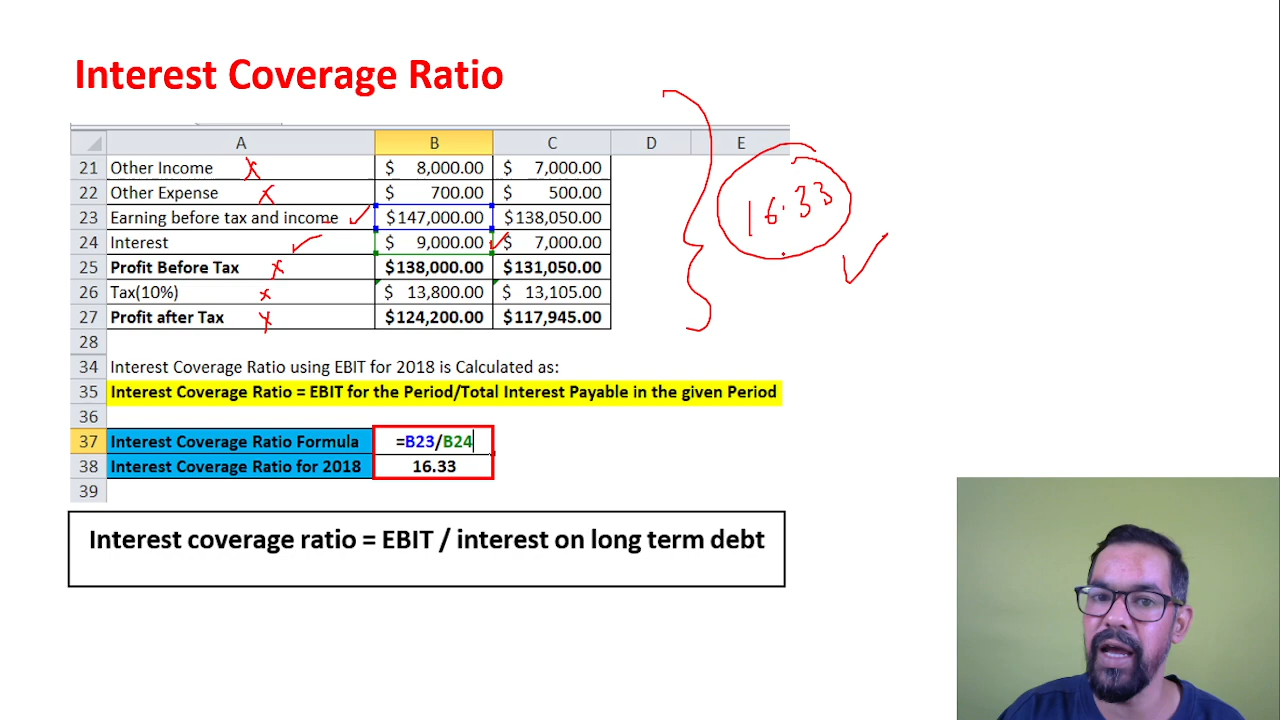 Interest Coverage Ratio
A B C D E
21 Other Income $ 8,000.00 $ 7,000.00
22 Other Expense $ 700.00 $ 500.00
23 Earning before tax and income $147,000.00 $138,050.00
24 Interest $ 9,000.00 $ 7,000.00
25 Profit Before Tax $138,000.00 $131,050.00
26 Tax(10%) $ 13,800.00 $ 13,105.00
27 Profit after Tax $124,200.00 $117,945.00
16.33
28
34 Interest Coverage Ratio using EBIT for 2018 is Calculated as:
35 Interest Coverage Ratio = EBIT for the Period/Total Interest Payable in the given Period
36
37 Interest Coverage Ratio Formula =B23/B24
38 Interest Coverage Ratio for 2018 16.33
39
Interest coverage ratio = EBIT / interest on long term debt